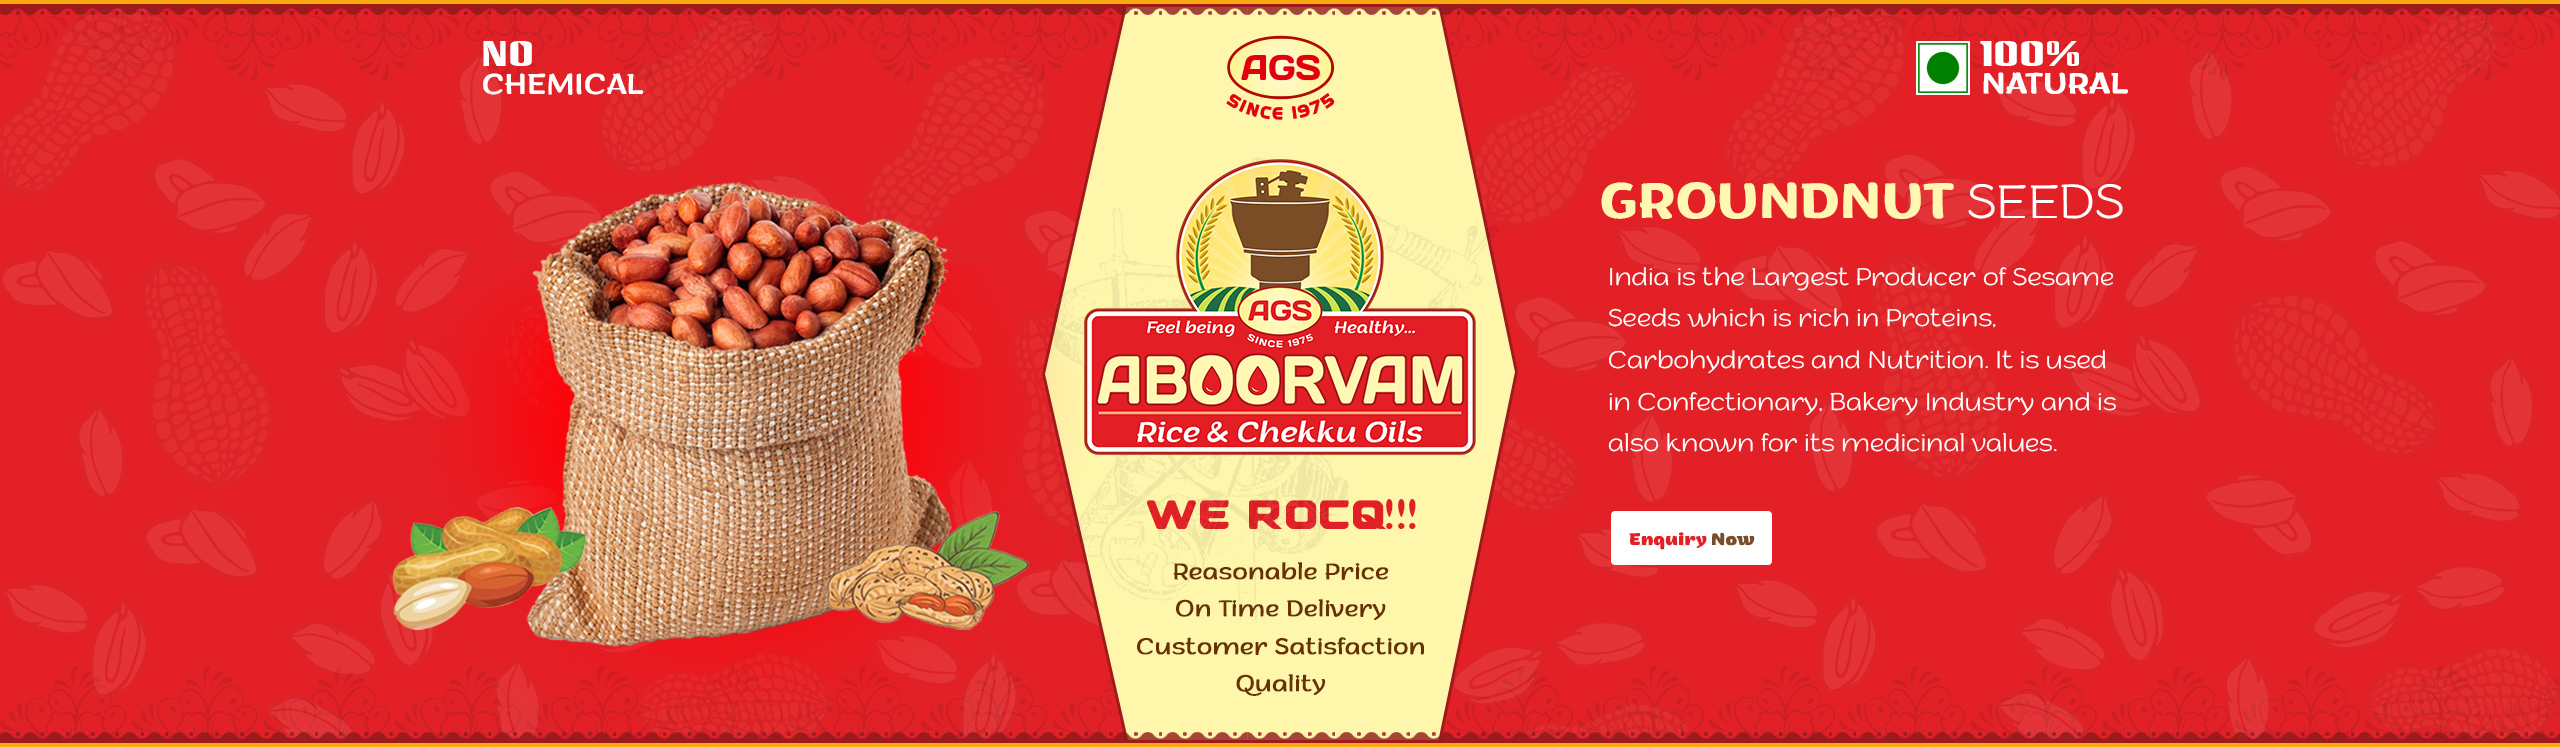 NO
CHEMICAL
AGS
SINCE 1975
AGS
Feel being Healthy...
SINCE 1975
ABOORVAM
Rice & Chekku Oils
WE ROCQ!!!
Reasonable Price
On Time Delivery
Customer Satisfaction
Quality
100%
NATURAL
GROUNDNUT SEEDS
India is the Largest Producer of Sesame
Seeds which is rich in Proteins,
Carbohydrates and Nutrition. It is used
in Confectionary, Bakery Industry and is
also known for its medicinal values.
Enquiry Now